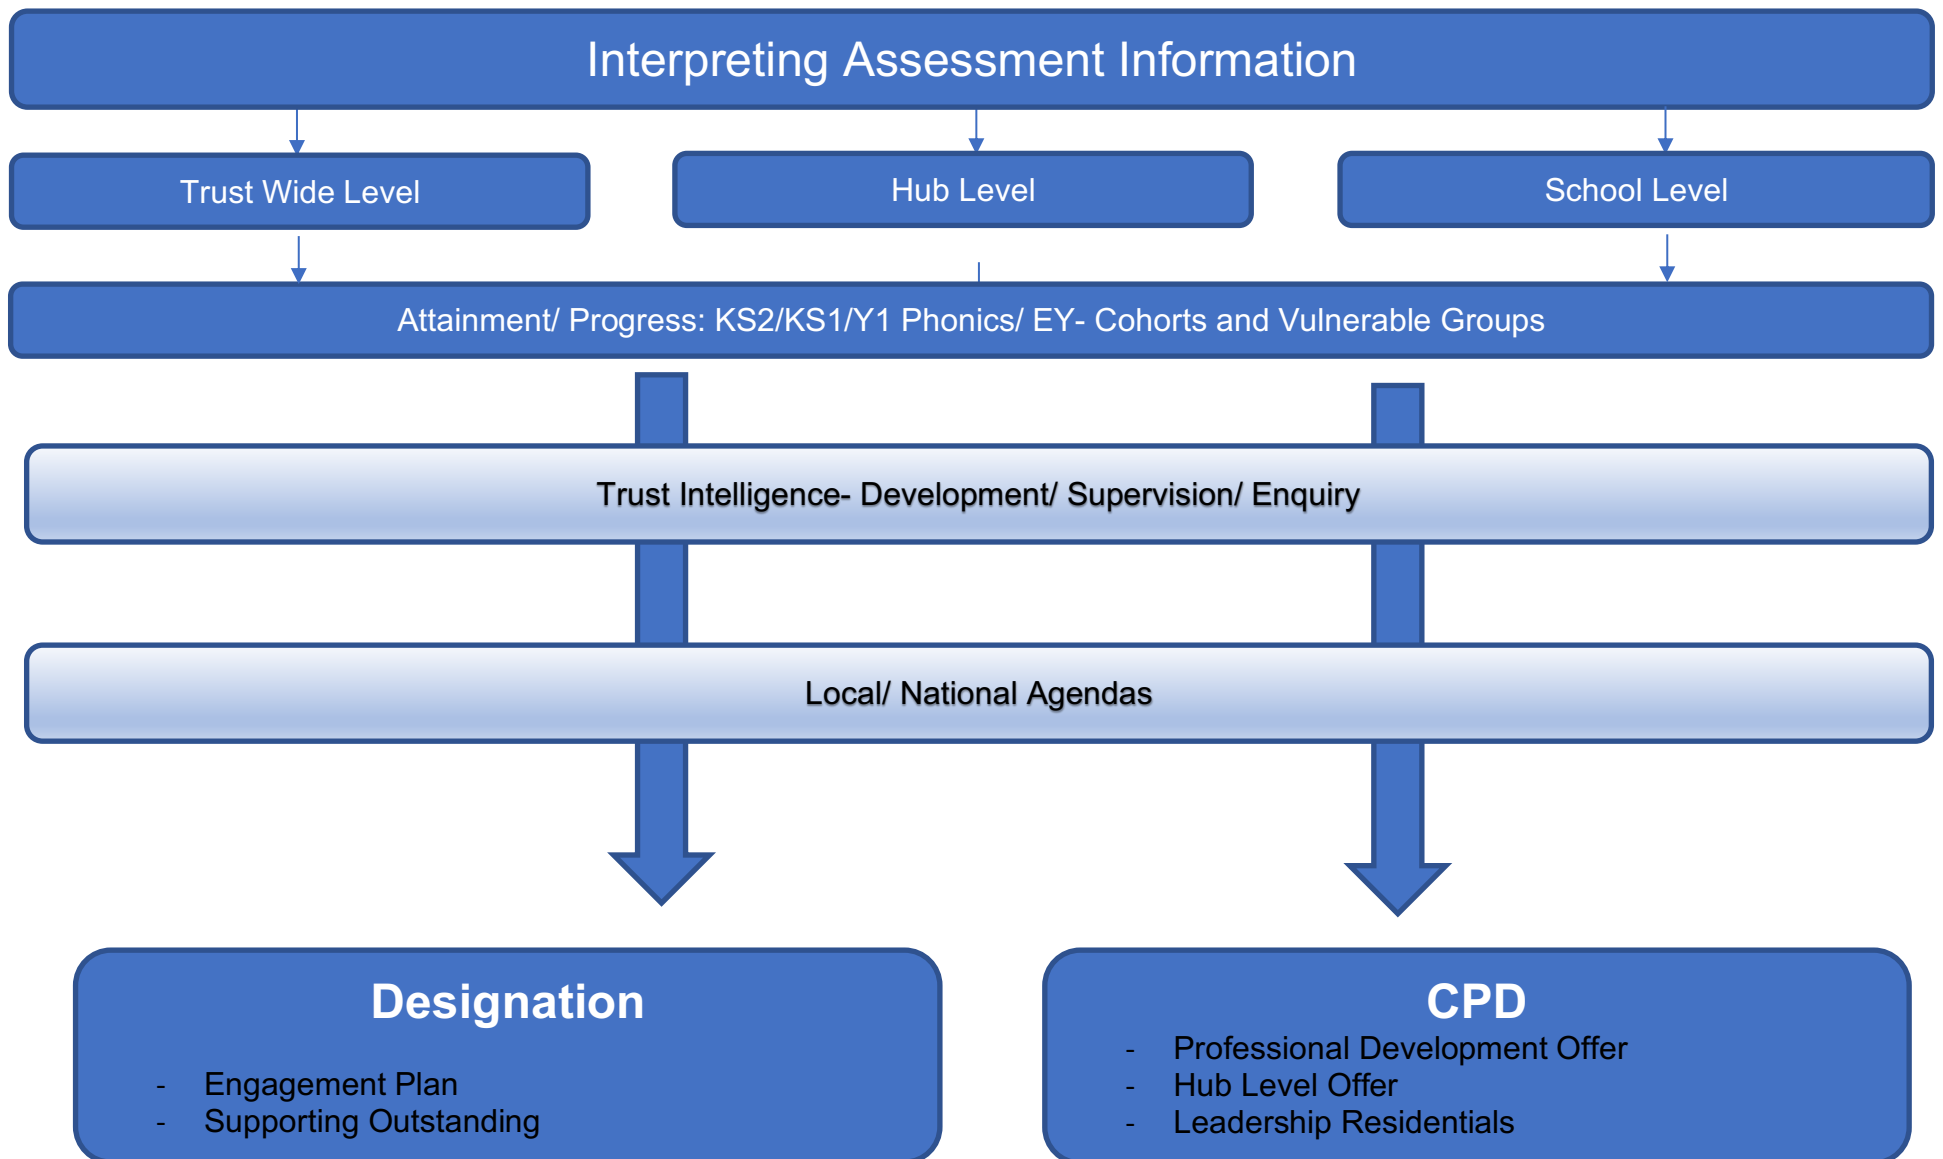 Interpreting Assessment Information
Trust Wide Level
Hub Level
School Level
Attainment/ Progress: KS2/KS1/Y1 Phonics/ EY- Cohorts and Vulnerable Groups
Trust Intelligence- Development/ Supervision/ Enquiry
Local/ National Agendas
Designation
- Engagement Plan
- Supporting Outstanding
CPD
- Professional Development Offer
- Hub Level Offer
- Leadership Residentials